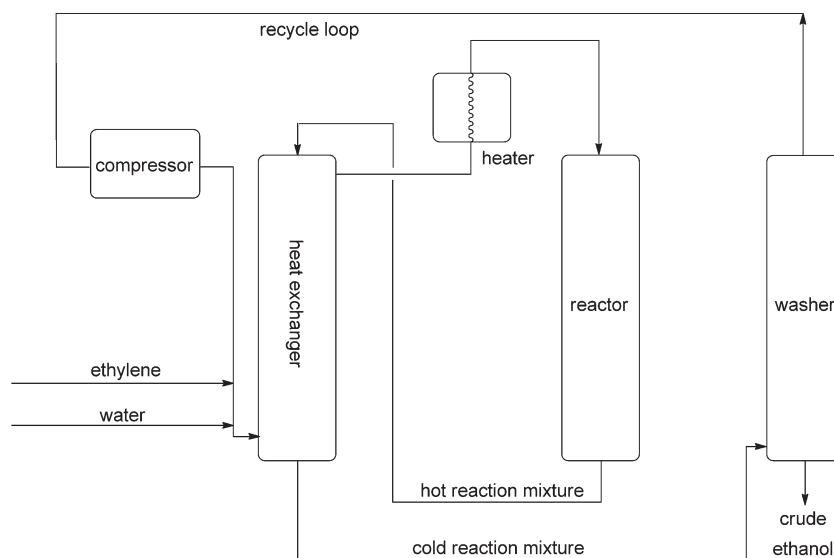 recycle loop
compressor
heater
heat exchanger
reactor
washer
ethylene
water
hot reaction mixture
cold reaction mixture
crude
ethanol